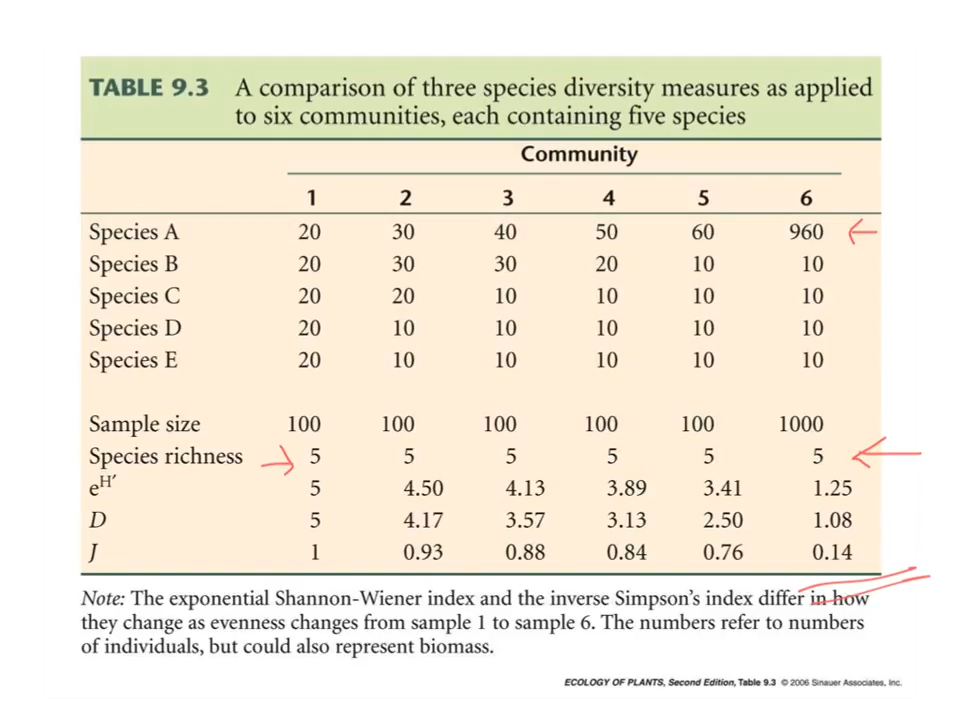 TABLE 9.3 A comparison of three species diversity measures as applied
to six communities, each containing five species
Community
1 2 3 4 5 6
Species A 20 30 40 50 60 960
Species B 20 30 30 20 10 10
Species C 20 20 10 10 10 10
Species D 20 10 10 10 10 10
Species E 20 10 10 10 10 10
Sample size 100 100 100 100 100 1000
Species richness 5 5 5 5 5 5
eH′ 5 4.50 4.13 3.89 3.41 1.25
D 5 4.17 3.57 3.13 2.50 1.08
J 1 0.93 0.88 0.84 0.76 0.14
Note: The exponential Shannon-Wiener index and the inverse Simpson's index differ in how
they change as evenness changes from sample 1 to sample 6. The numbers refer to numbers
of individuals, but could also represent biomass.
ECOLOGY OF PLANTS, Second Edition, Table 9.3 © 2006 Sinauer Associates, Inc.